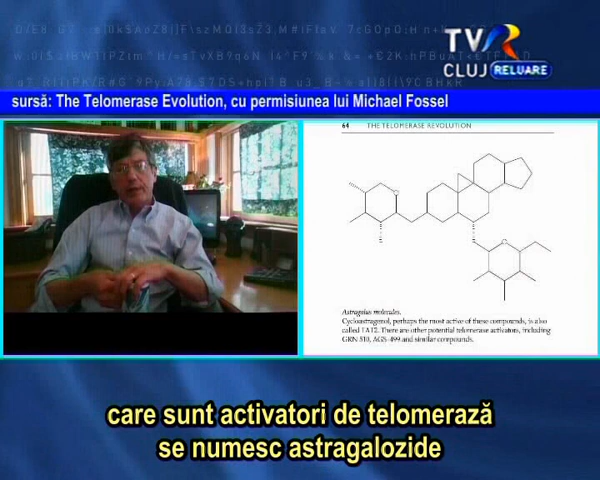 TVR
CLUJ RELUARE
sursă: The Telomerase Evolution, cu permisiunea lui Michael Fossel
64 THE TELOMERASE REVOLUTION
Astragalus molecules.
Cycloastragenol, perhaps the most active of these compounds, is also
called TA12. There are other potential telomerase activators, including
GRN 510, AGS-499 and similar compounds.
care sunt activatori de telomerază
se numesc astragalozide